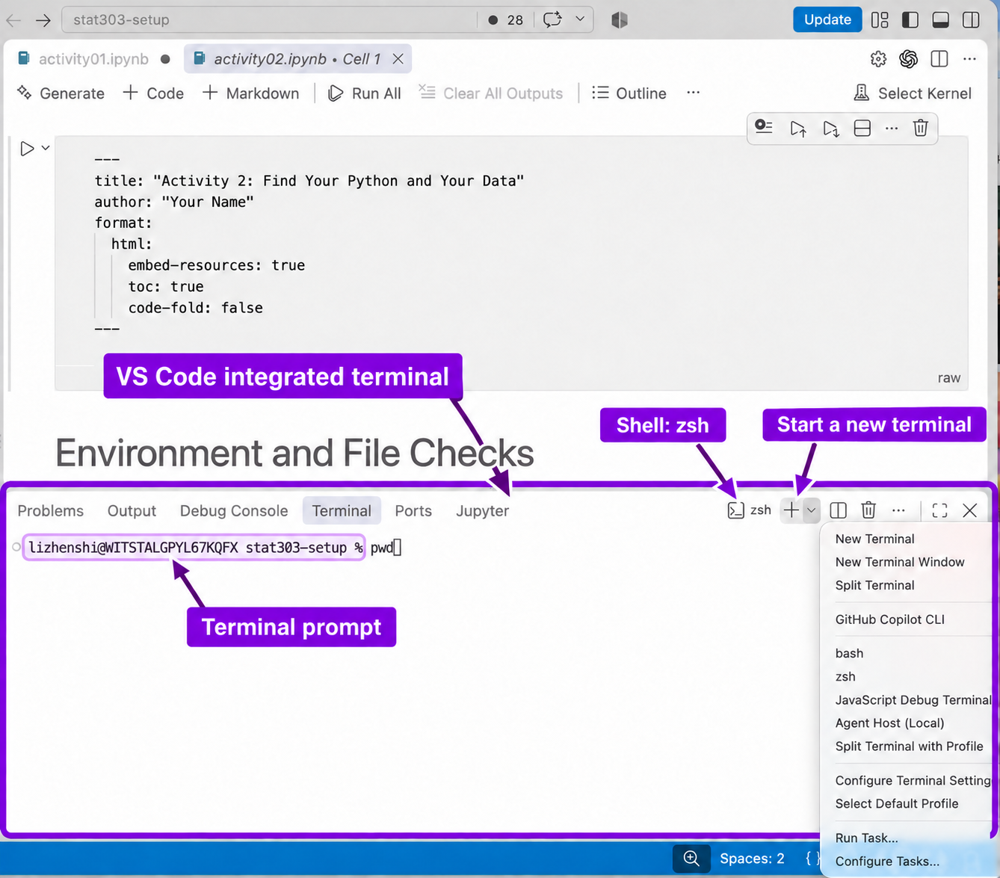 stat303-setup
28
Update
activity01.ipynb
activity02.ipynb • Cell 1
Generate
Code
Markdown
Run All
Clear All Outputs
Outline
Select Kernel
---
title: "Activity 2: Find Your Python and Your Data"
author: "Your Name"
format:
html:
embed-resources: true
toc: true
code-fold: false
---
raw
VS Code integrated terminal
Shell: zsh
Start a new terminal
Environment and File Checks
Problems
Output
Debug Console
Terminal
Ports
Jupyter
zsh
lizhenshi@WITSTALGPYL67KQFX stat303-setup % pwd
Terminal prompt
New Terminal
New Terminal Window
Split Terminal
GitHub Copilot CLI
bash
zsh
JavaScript Debug Terminal
Agent Host (Local)
Split Terminal with Profile
Configure Terminal Setting
Select Default Profile
Run Task...
Configure Tasks...
Spaces: 2
{ }